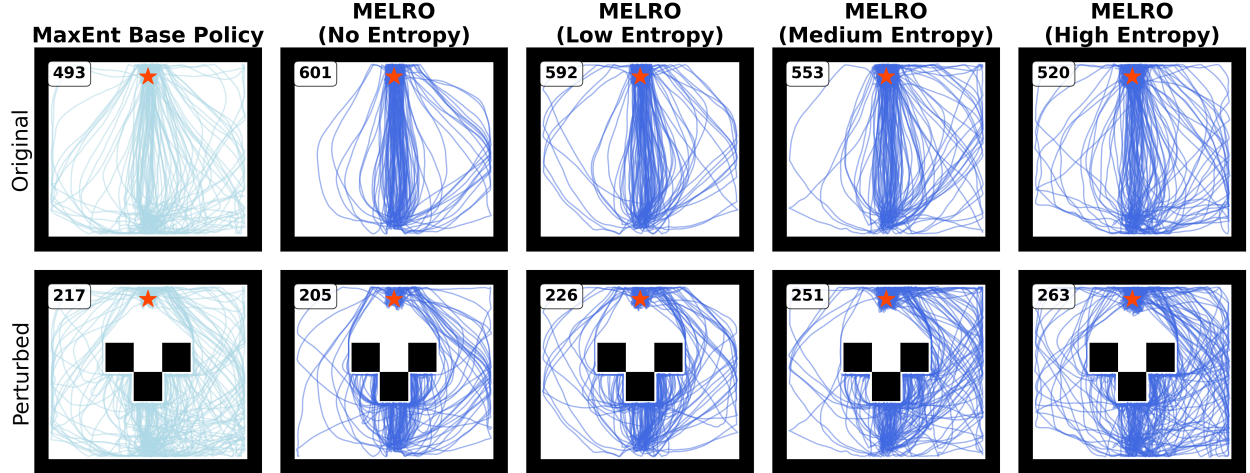 MaxEnt Base Policy
MELRO
(No Entropy)
MELRO
(Low Entropy)
MELRO
(Medium Entropy)
MELRO
(High Entropy)
Original
493
601
592
553
520
Perturbed
217
205
226
251
263